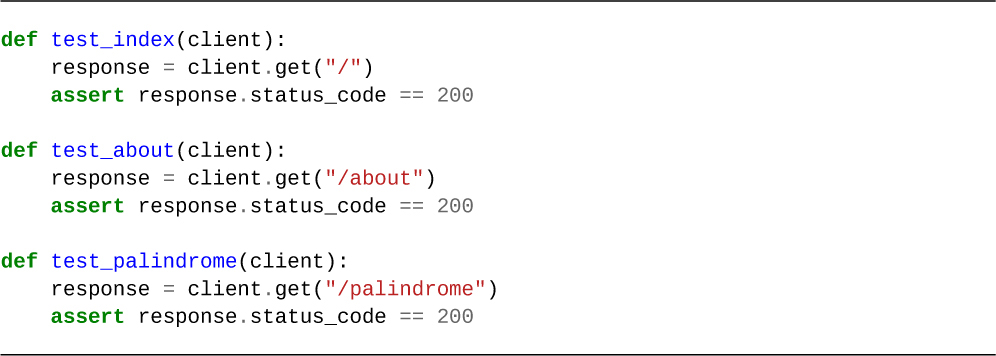 def test_index(client):
    response = client.get("/")
    assert response.status_code == 200
def test_about(client):
    response = client.get("/about")
    assert response.status_code == 200
def test_palindrome(client):
    response = client.get("/palindrome")
    assert response.status_code == 200